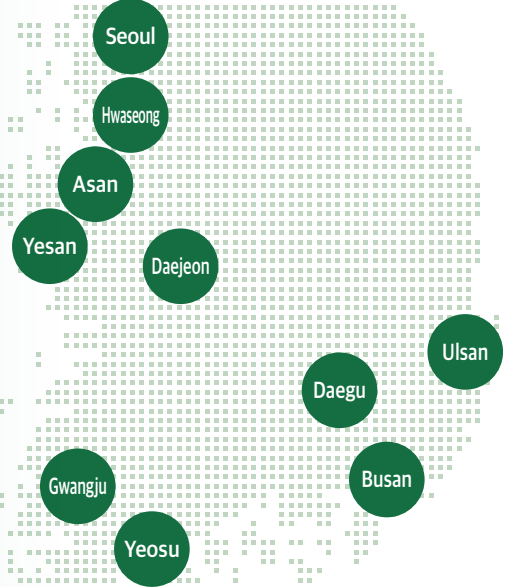 Seoul
Hwaseong
Asan
Yesan
Daejeon
Ulsan
Daegu
Busan
Gwangju
Yeosu